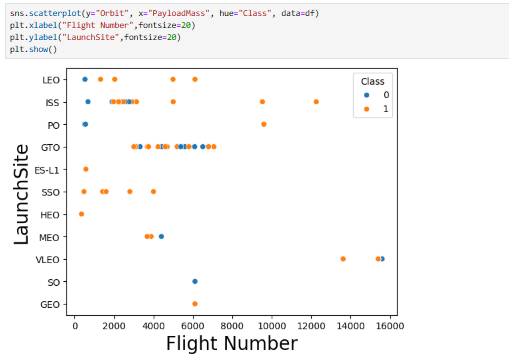 sns.scatterplot(y="Orbit", x="PayloadMass", hue="Class", data=df)
plt.xlabel("Flight Number",fontsize=20)
plt.ylabel("LaunchSite",fontsize=20)
plt.show()
Class
0
1
LEO
ISS
PO
GTO
ES-L1
SSO
HEO
MEO
VLEO
SO
GEO
LaunchSite
0 2000 4000 6000 8000 10000 12000 14000 16000
Flight Number